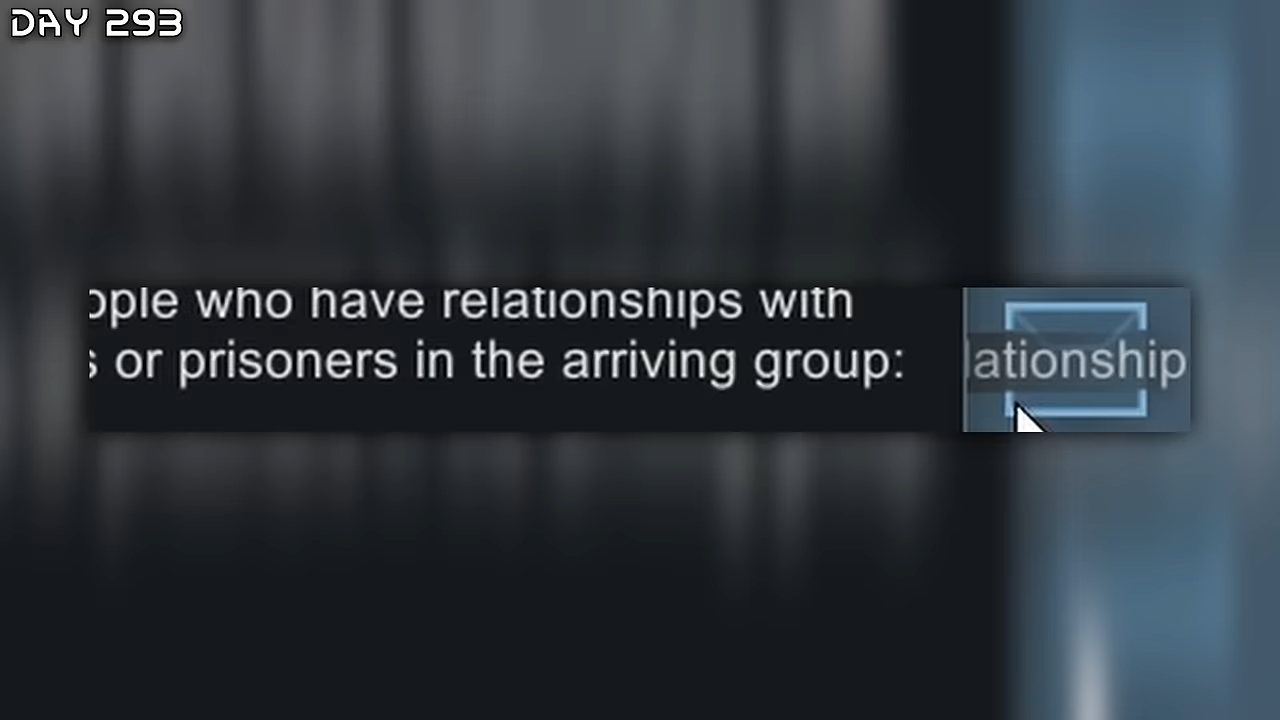 DAY 293
ople who have relationships with
s or prisoners in the arriving group:
lationship